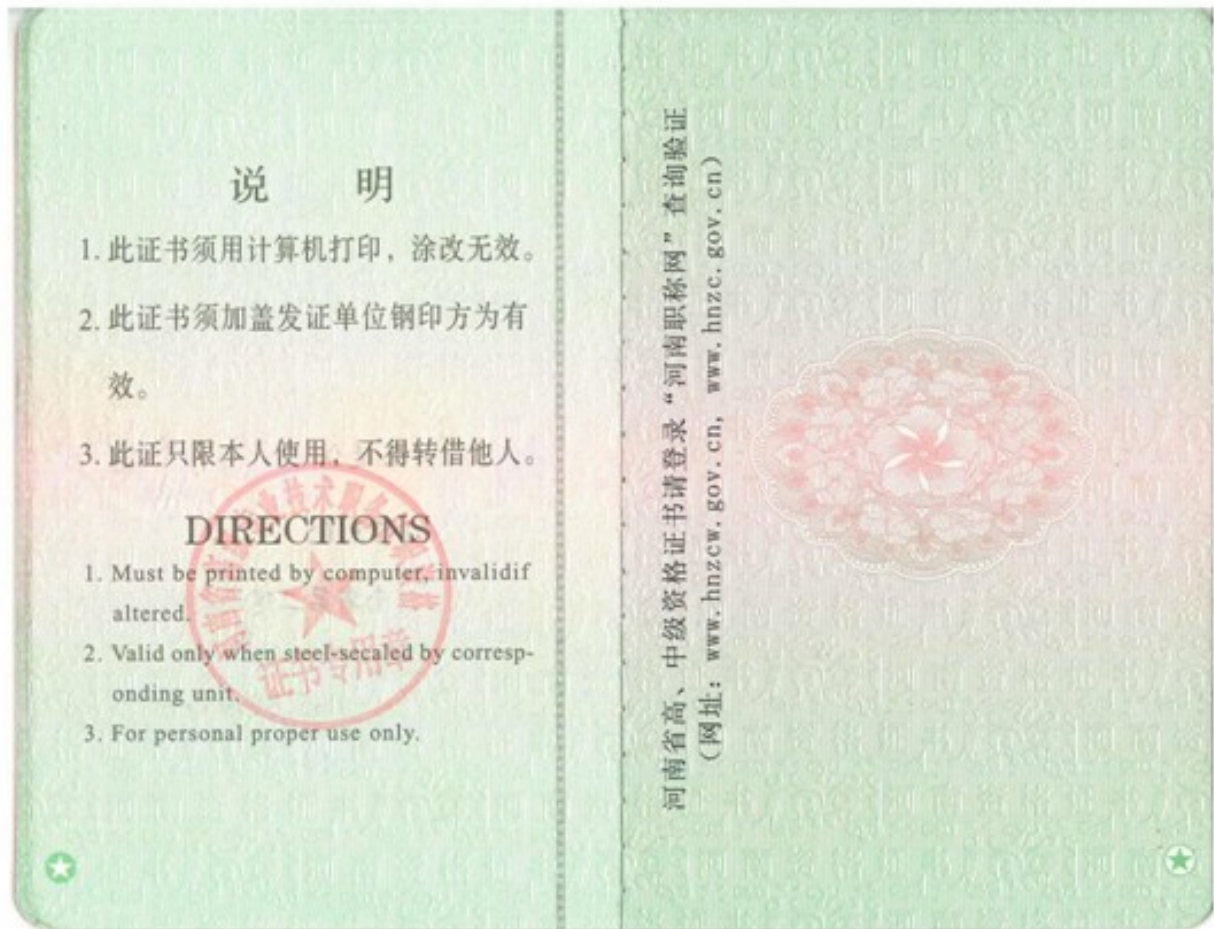 说 明
1. 此证书须用计算机打印，涂改无效。
2. 此证书须加盖发证单位钢印方为有
效。
3. 此证只限本人使用，不得转借他人。
DIRECTIONS
1. Must be printed by computer, invalidif
altered.
2. Valid only when steel-secaled by corresp-
onding unit.
3. For personal proper use only.
证书专用章
河南省高、中级资格证书请登录“河南职称网”查询验证
（网址：www.hnzcw.gov.cn, www.hnzc.gov.cn）